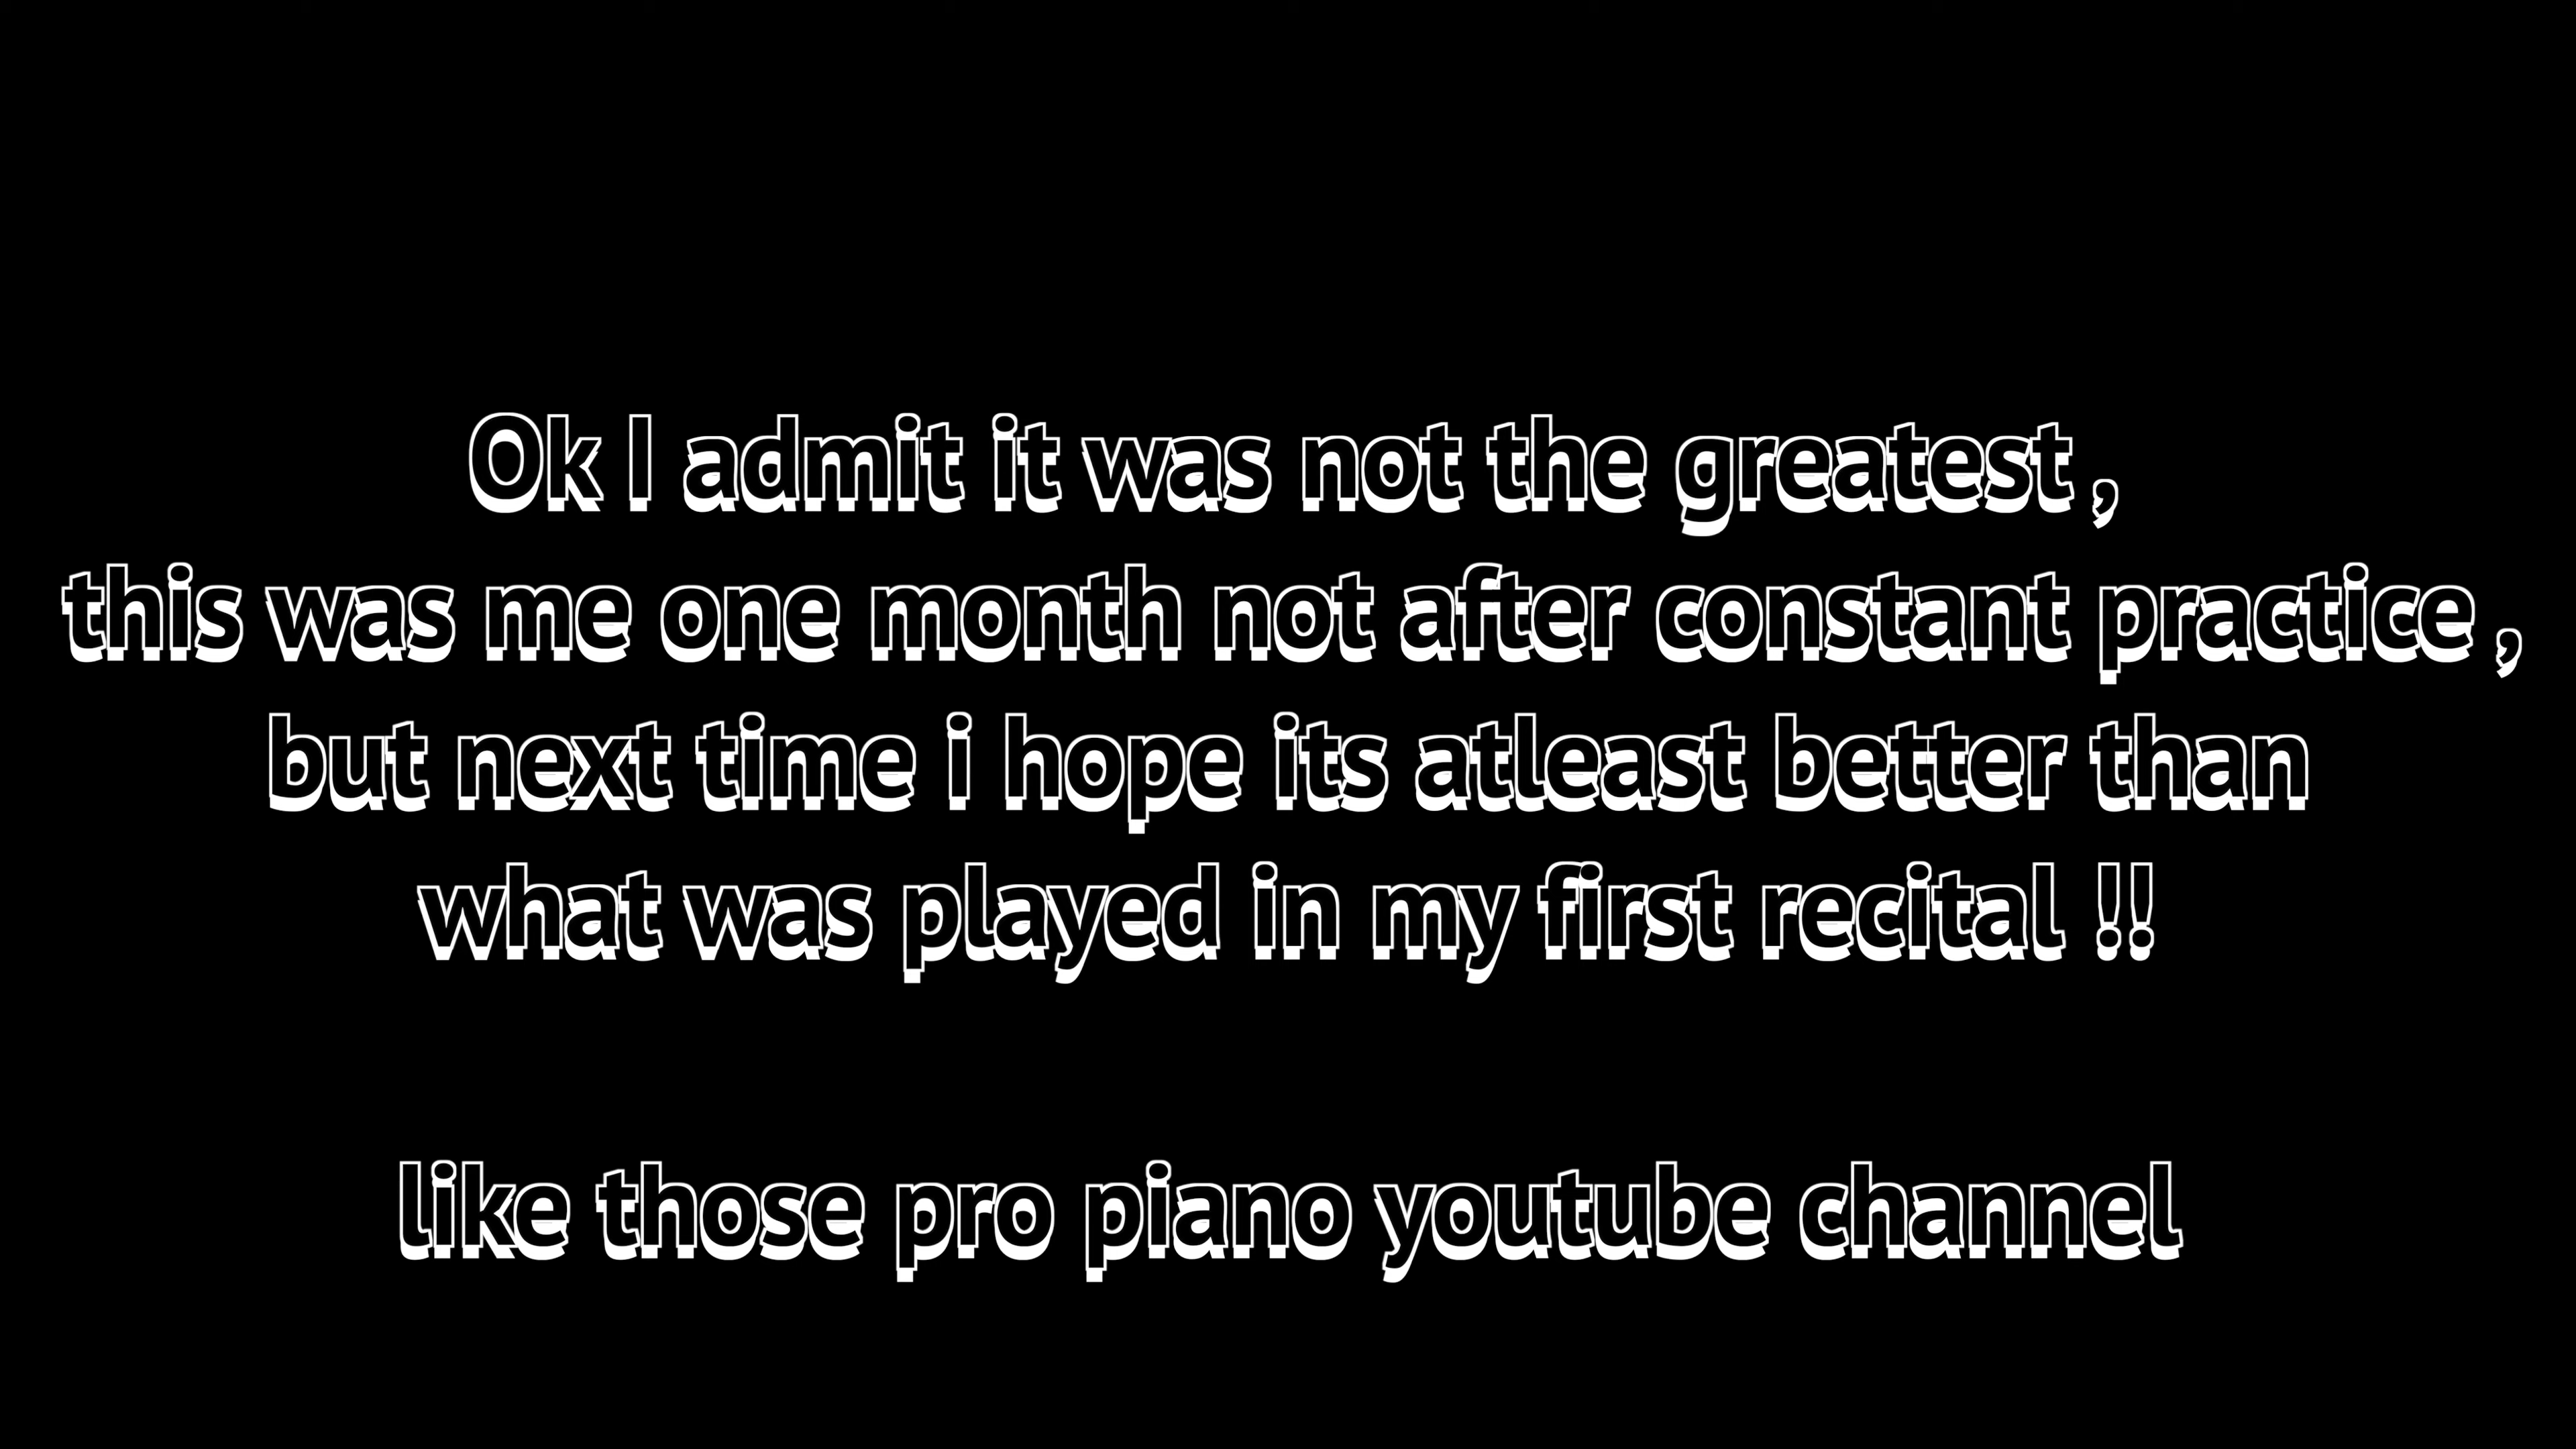 Ok I admit it was not the greatest ,
this was me one month not after constant practice ,
but next time i hope its atleast better than
what was played in my first recital !!
like those pro piano youtube channel